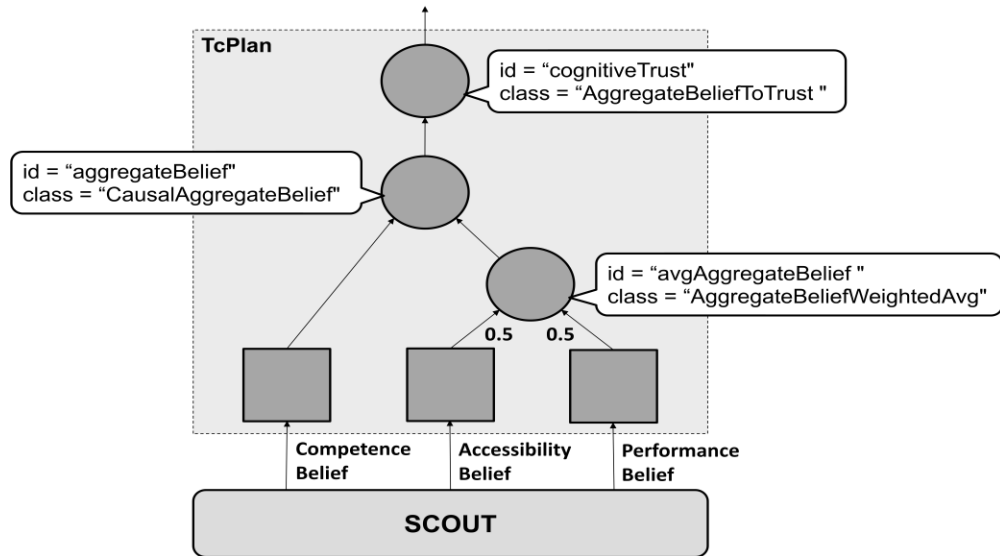 TcPlan
id = “cognitiveTrust"
class = “AggregateBeliefToTrust "
id = “aggregateBelief"
class = “CausalAggregateBelief"
id = “avgAggregateBelief "
class = “AggregateBeliefWeightedAvg"
0.5
0.5
Competence
Belief
Accessibility
Belief
Performance
Belief
SCOUT